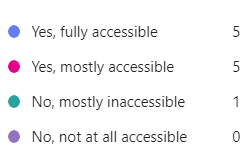 Yes, fully accessible 5
Yes, mostly accessible 5
No, mostly inaccessible 1
No, not at all accessible 0